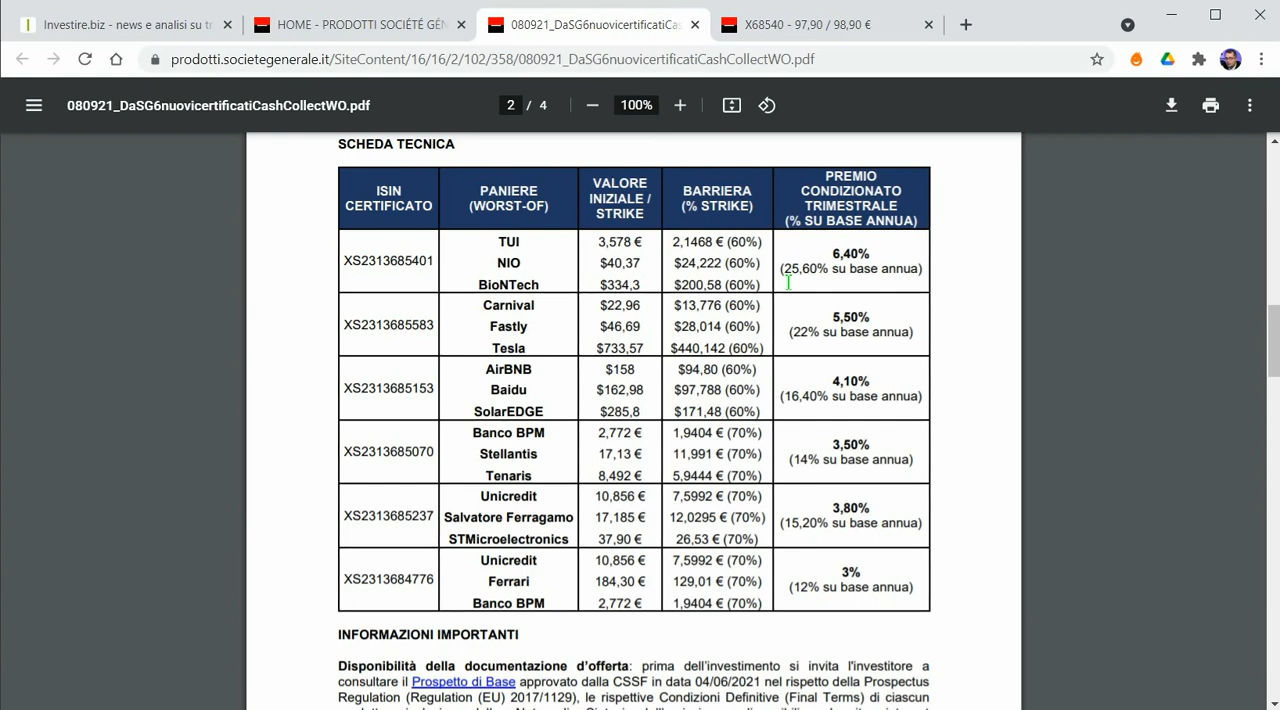 Investire.biz - news e analisi su tr
HOME - PRODOTTI SOCIÉTÉ GÉN
080921_DaSG6nuovicertificatiCas
X68540 - 97,90 / 98,90 €
prodotti.societegenerale.it/SiteContent/16/16/2/102/358/080921_DaSG6nuovicertificatiCashCollectWO.pdf
080921_DaSG6nuovicertificatiCashCollectWO.pdf
2 / 4
100%
SCHEDA TECNICA
ISIN CERTIFICATO
PANIERE (WORST-OF)
VALORE INIZIALE / STRIKE
BARRIERA (% STRIKE)
PREMIO CONDIZIONATO TRIMESTRALE (% SU BASE ANNUA)
XS2313685401
TUI 3,578 € 2,1468 € (60%)
NIO $40,37 $24,222 (60%)
BioNTech $334,3 $200,58 (60%)
6,40%
(25,60% su base annua)
XS2313685583
Carnival $22,96 $13,776 (60%)
Fastly $46,69 $28,014 (60%)
Tesla $733,57 $440,142 (60%)
5,50%
(22% su base annua)
XS2313685153
AirBNB $158 $94,80 (60%)
Baidu $162,98 $97,788 (60%)
SolarEDGE $285,8 $171,48 (60%)
4,10%
(16,40% su base annua)
XS2313685070
Banco BPM 2,772 € 1,9404 € (70%)
Stellantis 17,13 € 11,991 € (70%)
Tenaris 8,492 € 5,9444 € (70%)
3,50%
(14% su base annua)
XS2313685237
Unicredit 10,856 € 7,5992 € (70%)
Salvatore Ferragamo 17,185 € 12,0295 € (70%)
STMicroelectronics 37,90 € 26,53 € (70%)
3,80%
(15,20% su base annua)
XS2313684776
Unicredit 10,856 € 7,5992 € (70%)
Ferrari 184,30 € 129,01 € (70%)
Banco BPM 2,772 € 1,9404 € (70%)
3%
(12% su base annua)
INFORMAZIONI IMPORTANTI
Disponibilità della documentazione d'offerta: prima dell'investimento si invita l'investitore a
consultare il Prospetto di Base approvato dalla CSSF in data 04/06/2021 nel rispetto della Prospectus
Regulation (Regulation (EU) 2017/1129), le rispettive Condizioni Definitive (Final Terms) di ciascun